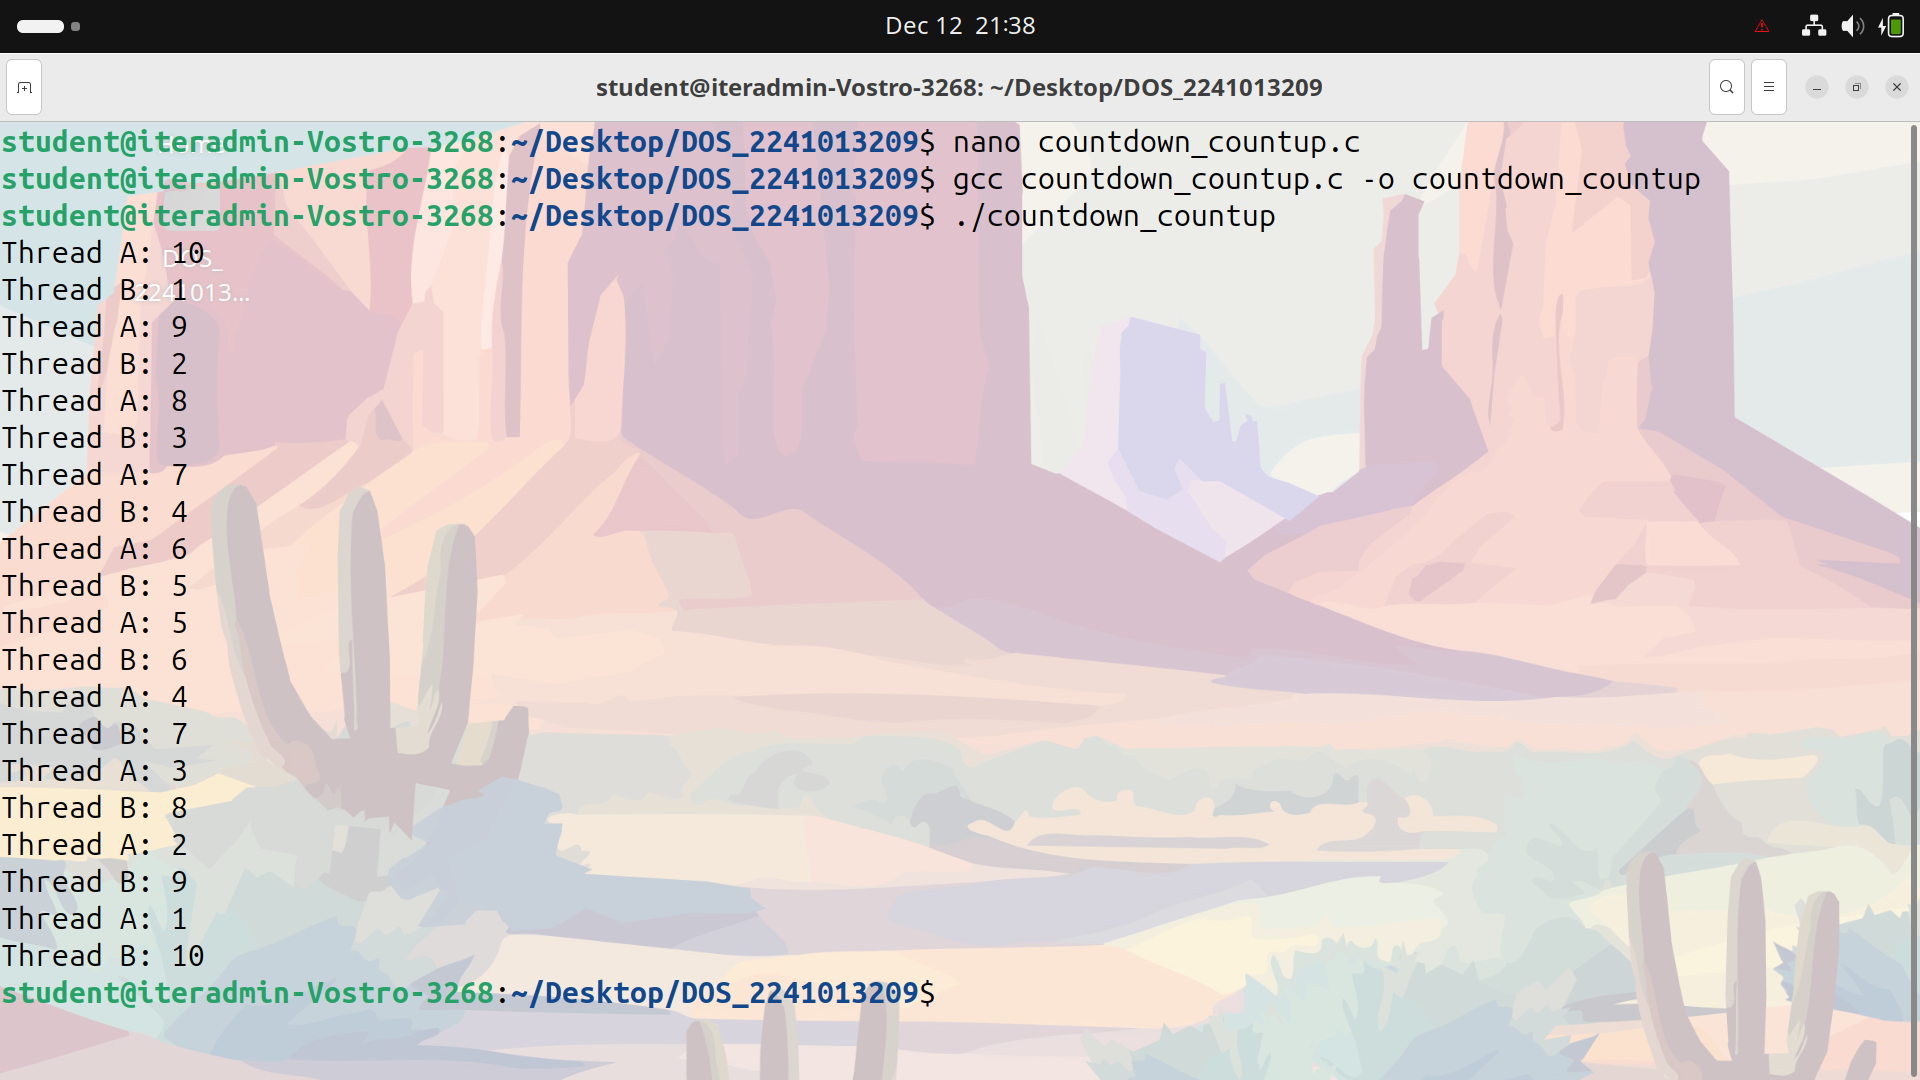 Dec 12 21:38
student@iteradmin-Vostro-3268: ~/Desktop/DOS_2241013209
student@iteradmin-Vostro-3268:~/Desktop/DOS_2241013209$ nano countdown_countup.c
student@iteradmin-Vostro-3268:~/Desktop/DOS_2241013209$ gcc countdown_countup.c -o countdown_countup
student@iteradmin-Vostro-3268:~/Desktop/DOS_2241013209$ ./countdown_countup
Thread A: 10
DOS_
Thread B: 1
2241013...
Thread A: 9
Thread B: 2
Thread A: 8
Thread B: 3
Thread A: 7
Thread B: 4
Thread A: 6
Thread B: 5
Thread A: 5
Thread B: 6
Thread A: 4
Thread B: 7
Thread A: 3
Thread B: 8
Thread A: 2
Thread B: 9
Thread A: 1
Thread B: 10
student@iteradmin-Vostro-3268:~/Desktop/DOS_2241013209$